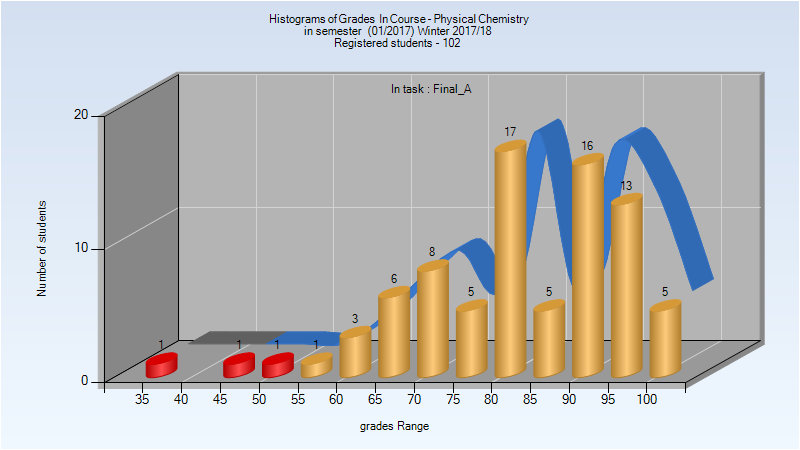 Histograms of Grades In Course - Physical Chemistry
in semester (01/2017) Winter 2017/18
Registered students - 102
In task : Final_A
20
10
0
Number of students
1
1
1
1
3
6
8
5
17
5
16
13
5
35 40 45 50 55 60 65 70 75 80 85 90 95 100
grades Range